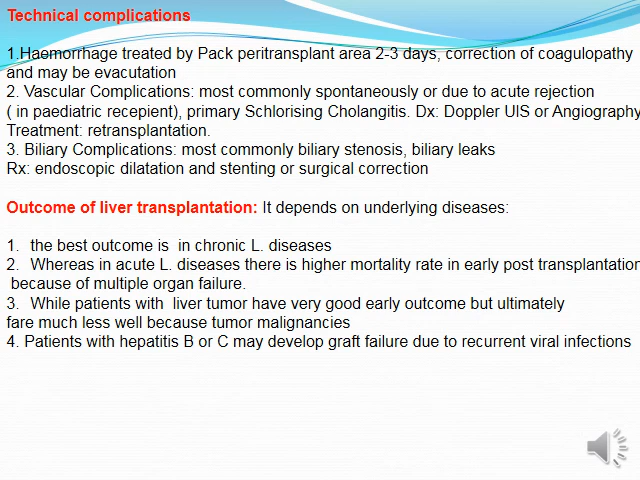 Technical complications
1.Haemorrhage treated by Pack peritransplant area 2-3 days, correction of coagulopathy
and may be evacutation
2. Vascular Complications: most commonly spontaneously or due to acute rejection
( in paediatric recepient), primary Schlorising Cholangitis. Dx: Doppler UIS or Angiography
Treatment: retransplantation.
3. Biliary Complications: most commonly biliary stenosis, biliary leaks
Rx: endoscopic dilatation and stenting or surgical correction
Outcome of liver transplantation: It depends on underlying diseases:
1. the best outcome is in chronic L. diseases
2. Whereas in acute L. diseases there is higher mortality rate in early post transplantation
because of multiple organ failure.
3. While patients with liver tumor have very good early outcome but ultimately
fare much less well because tumor malignancies
4. Patients with hepatitis B or C may develop graft failure due to recurrent viral infections